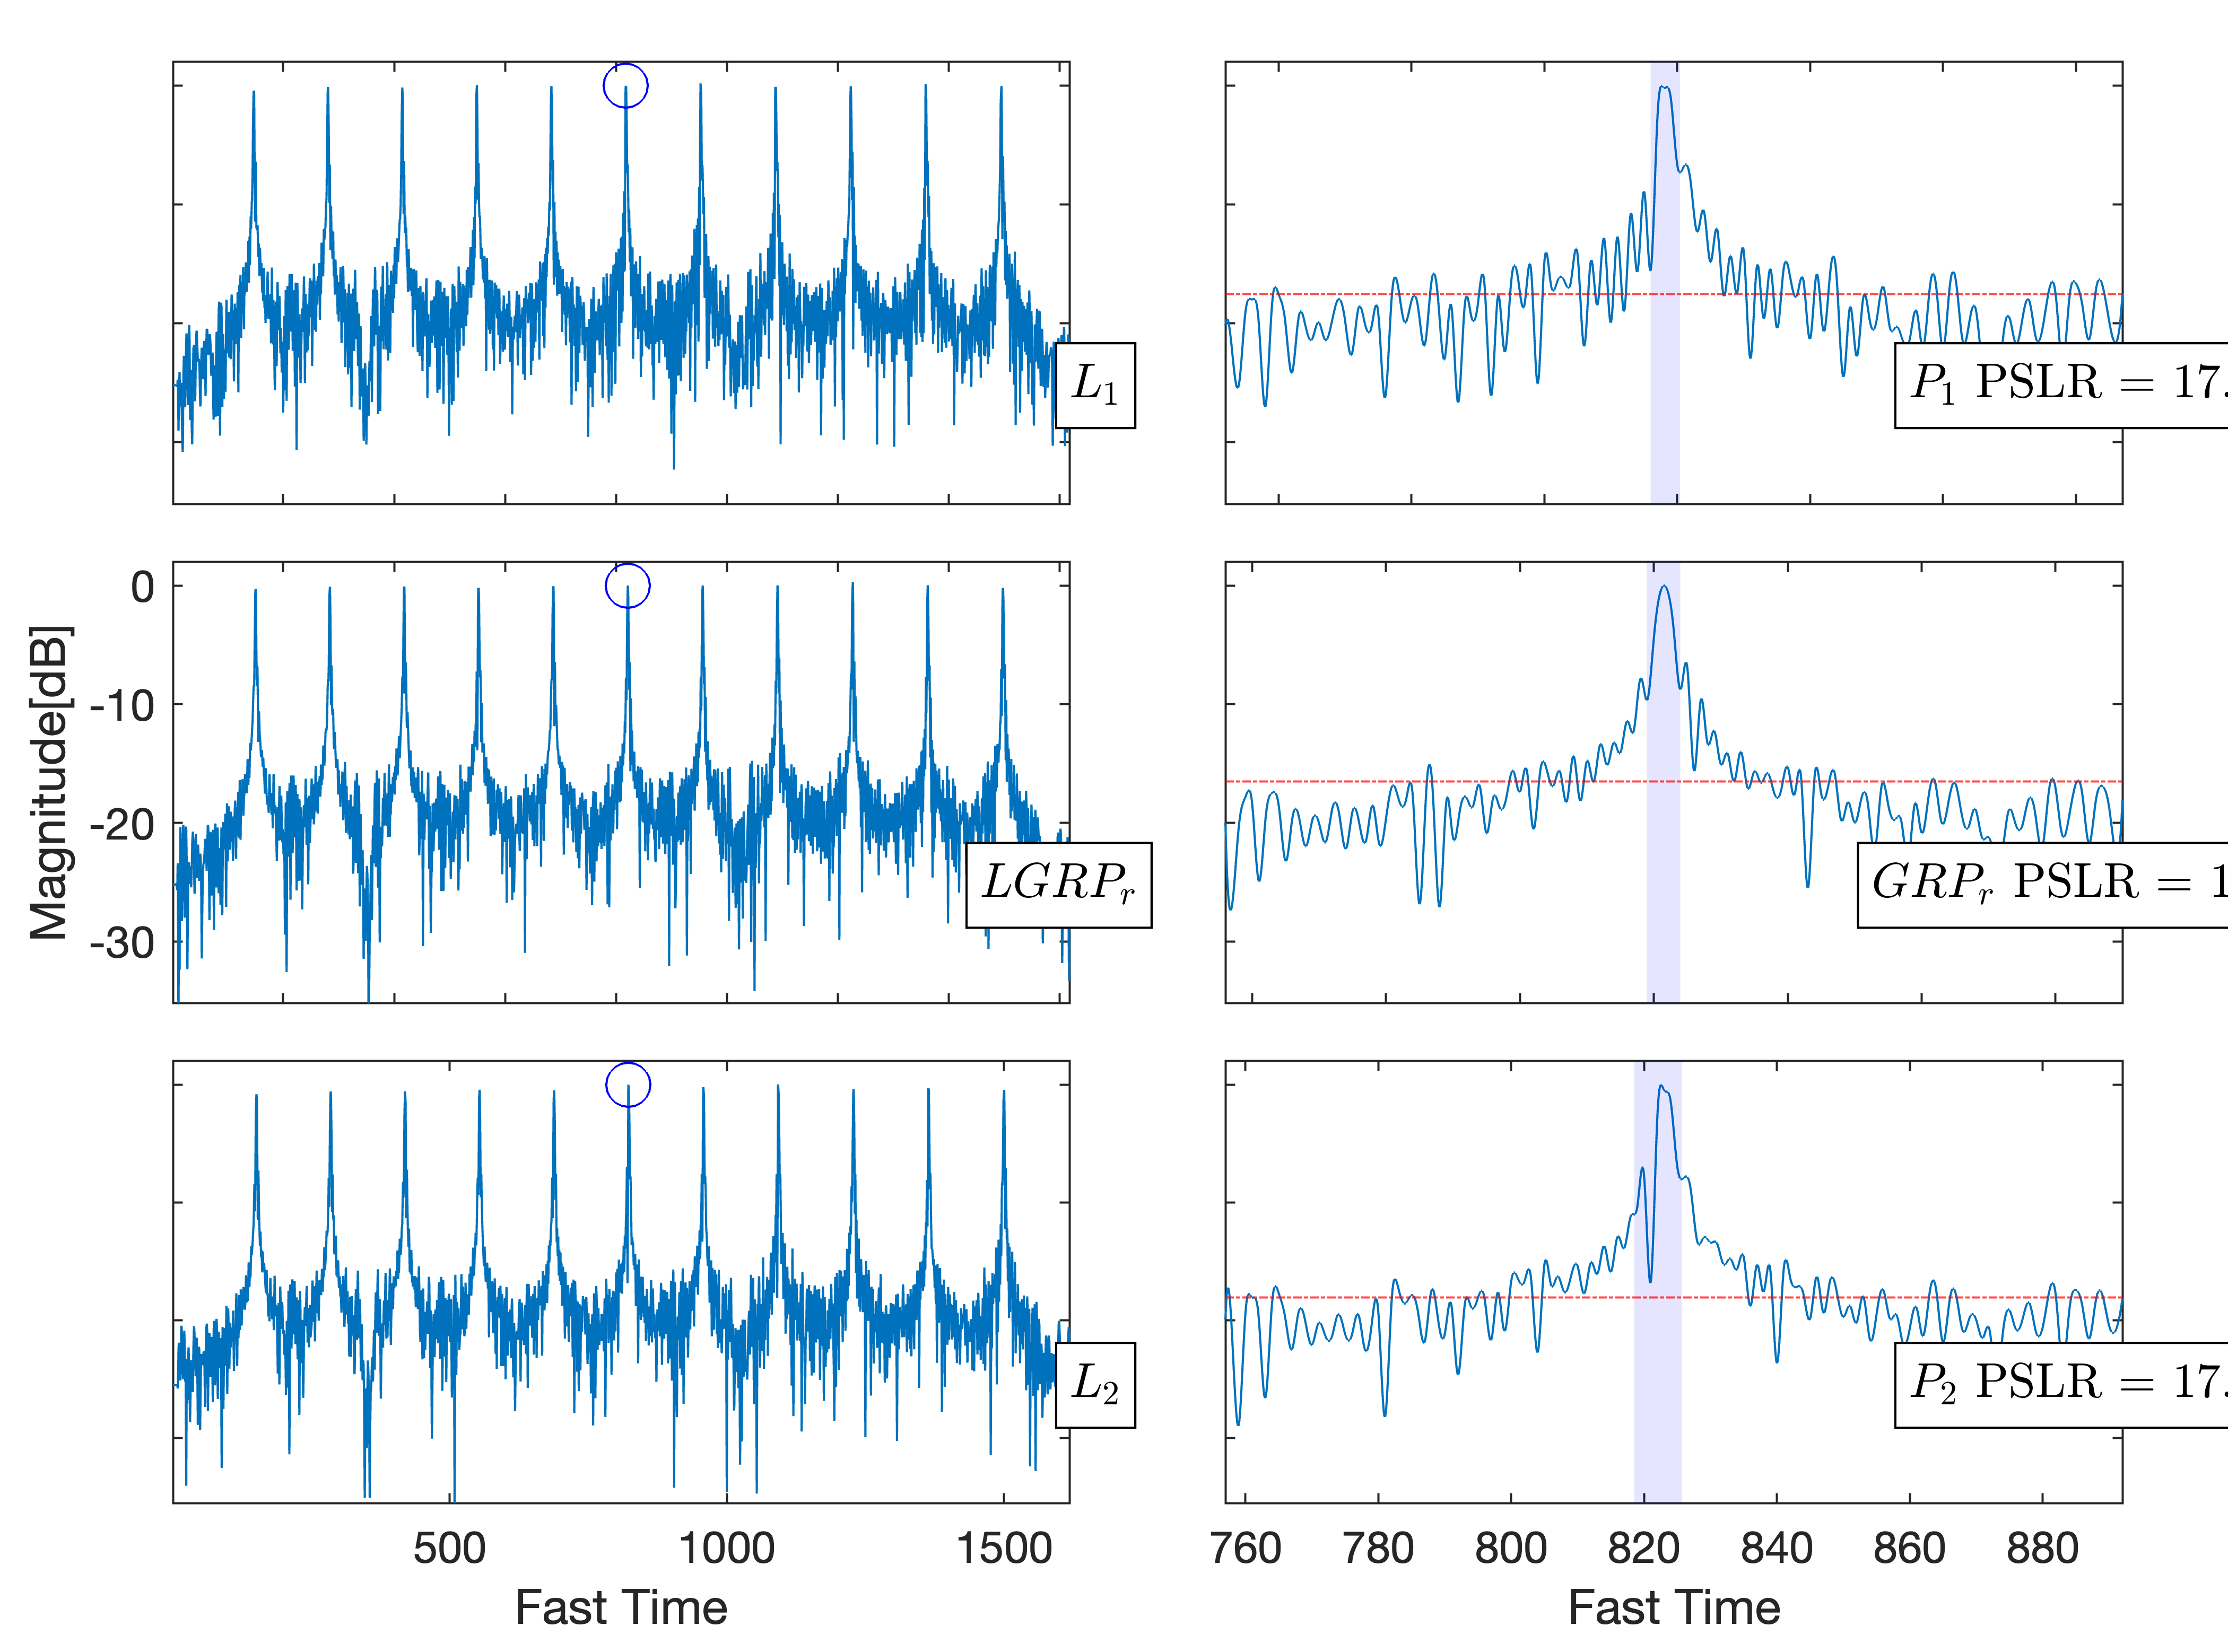 L1
P1 PSLR = 17.
Magnitude[dB]
0
-10
-20
-30
LGRPr
GRPr PSLR = 1
L2
P2 PSLR = 17.
500 1000 1500
760 780 800 820 840 860 880
Fast Time
Fast Time